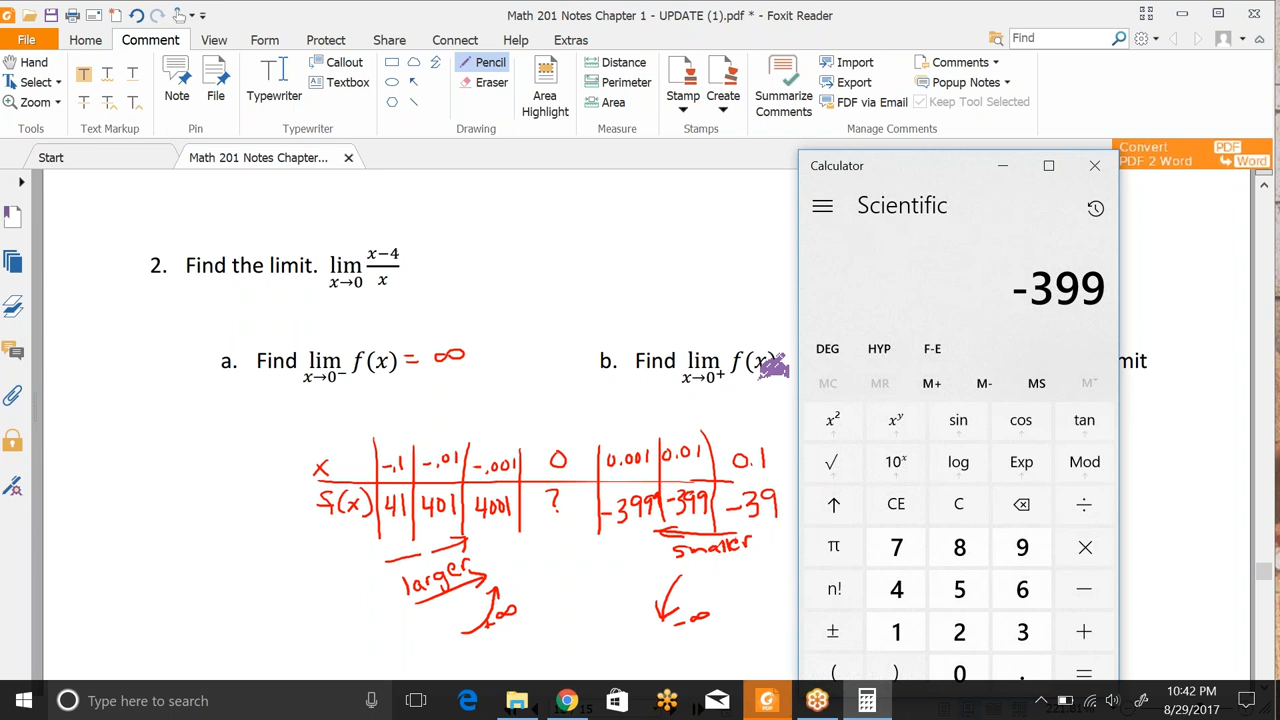 Math 201 Notes Chapter 1 - UPDATE (1).pdf * - Foxit Reader
File Home Comment View Form Protect Share Connect Help Extras Find
Hand Select Zoom Tools
Text Markup
Note File Pin
Typewriter Callout Textbox Typewriter
Pencil Eraser Drawing
Area Highlight Distance Perimeter Area Measure
Stamp Create Stamps
Summarize Comments Import Export FDF via Email Comments Popup Notes Keep Tool Selected Manage Comments
Start Math 201 Notes Chapter...
Convert PDF
PDF 2 Word Word
2. Find the limit. lim x→0 x−4/x
a. Find lim x→0− f(x) = ∞
b. Find lim x→0+ f(x)
mit
x -.1 -.01 -.001 0 0.001 0.01 0.1
f(x) 41 401 4001 ? -3999 -399 -39
larger
smaller
+∞
-∞
Calculator
Scientific
-399
DEG HYP F-E
MC MR M+ M- MS M˅
x² xʸ sin cos tan
√ 10ˣ log Exp Mod
↑ CE C ÷
π 7 8 9 ×
n! 4 5 6 −
± 1 2 3 +
( ) 0 . =
Type here to search
10:42 PM
8/29/2017